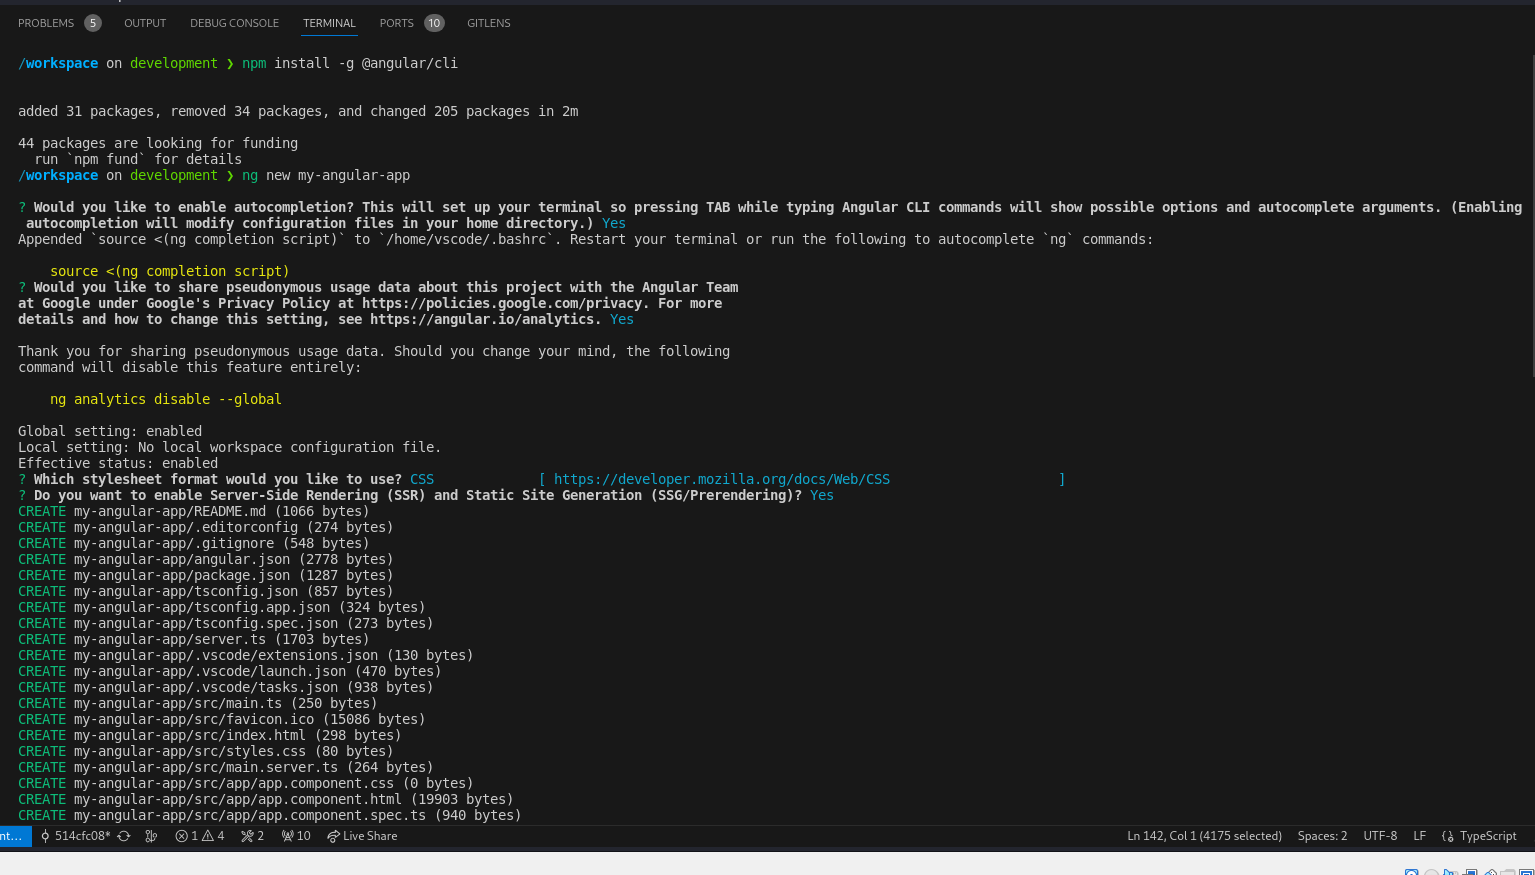 PROBLEMS 5 OUTPUT DEBUG CONSOLE TERMINAL PORTS 10 GITLENS
/workspace on development ❯ npm install -g @angular/cli
added 31 packages, removed 34 packages, and changed 205 packages in 2m
44 packages are looking for funding
run `npm fund` for details
/workspace on development ❯ ng new my-angular-app
? Would you like to enable autocompletion? This will set up your terminal so pressing TAB while typing Angular CLI commands will show possible options and autocomplete arguments. (Enabling
autocompletion will modify configuration files in your home directory.) Yes
Appended `source <(ng completion script)` to `/home/vscode/.bashrc`. Restart your terminal or run the following to autocomplete `ng` commands:
source <(ng completion script)
? Would you like to share pseudonymous usage data about this project with the Angular Team
at Google under Google's Privacy Policy at https://policies.google.com/privacy. For more
details and how to change this setting, see https://angular.io/analytics. Yes
Thank you for sharing pseudonymous usage data. Should you change your mind, the following
command will disable this feature entirely:
ng analytics disable --global
Global setting: enabled
Local setting: No local workspace configuration file.
Effective status: enabled
? Which stylesheet format would you like to use? CSS [ https://developer.mozilla.org/docs/Web/CSS ]
? Do you want to enable Server-Side Rendering (SSR) and Static Site Generation (SSG/Prerendering)? Yes
CREATE my-angular-app/README.md (1066 bytes)
CREATE my-angular-app/.editorconfig (274 bytes)
CREATE my-angular-app/.gitignore (548 bytes)
CREATE my-angular-app/angular.json (2778 bytes)
CREATE my-angular-app/package.json (1287 bytes)
CREATE my-angular-app/tsconfig.json (857 bytes)
CREATE my-angular-app/tsconfig.app.json (324 bytes)
CREATE my-angular-app/tsconfig.spec.json (273 bytes)
CREATE my-angular-app/server.ts (1703 bytes)
CREATE my-angular-app/.vscode/extensions.json (130 bytes)
CREATE my-angular-app/.vscode/launch.json (470 bytes)
CREATE my-angular-app/.vscode/tasks.json (938 bytes)
CREATE my-angular-app/src/main.ts (250 bytes)
CREATE my-angular-app/src/favicon.ico (15086 bytes)
CREATE my-angular-app/src/index.html (298 bytes)
CREATE my-angular-app/src/styles.css (80 bytes)
CREATE my-angular-app/src/main.server.ts (264 bytes)
CREATE my-angular-app/src/app/app.component.css (0 bytes)
CREATE my-angular-app/src/app/app.component.html (19903 bytes)
CREATE my-angular-app/src/app/app.component.spec.ts (940 bytes)
nt... 514cfc08* 1 4 2 10 Live Share Ln 142, Col 1 (4175 selected) Spaces: 2 UTF-8 LF TypeScript